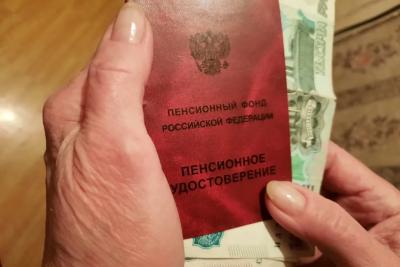 ПЕНСИОННЫЙ ФОНД
РОССИЙСКОЙ ФЕДЕРАЦИИ
ПЕНСИОННОЕ
УДОСТОВЕРЕНИЕ